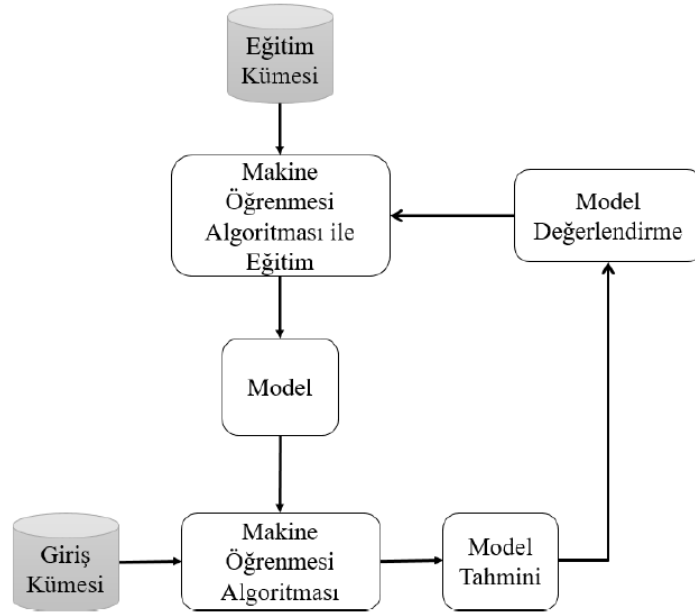 Eğitim
Kümesi
Makine
Öğrenmesi
Algoritması ile
Eğitim
Model
Değerlendirme
Model
Giriş
Kümesi
Makine
Öğrenmesi
Algoritması
Model
Tahmini